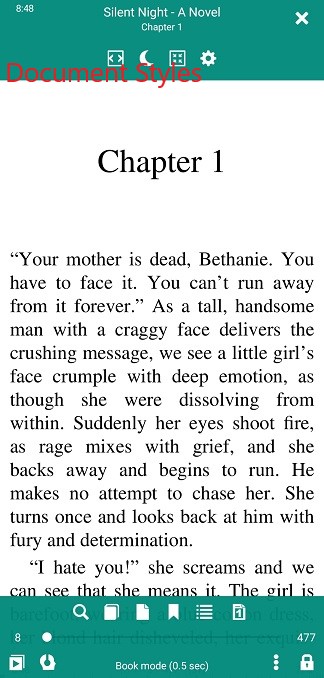 8:48
Silent Night - A Novel
Chapter 1
Document Styles
Chapter 1
“Your mother is dead, Bethanie. You
have to face it. You can’t run away
from it forever.” As a tall, handsome
man with a craggy face delivers the
crushing message, we see a little girl’s
face crumple with deep emotion, as
though she were dissolving from
within. Suddenly her eyes shoot fire,
as rage mixes with grief, and she
backs away and begins to run. He
makes no attempt to chase her. She
turns once and looks back at him with
fury and determination.
“I hate you!” she screams and we
can see that she means it. The girl is
dress,
hair disheveled, her
8
477
Book mode (0.5 sec)